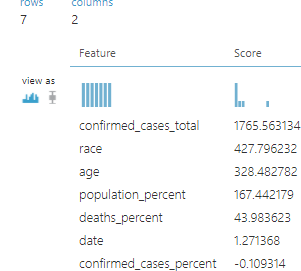 rows columns
7 2
Feature Score
view as
confirmed_cases_total 1765.563134
race 427.796232
age 328.482782
population_percent 167.442179
deaths_percent 43.983623
date 1.271368
confirmed_cases_percent -0.109314